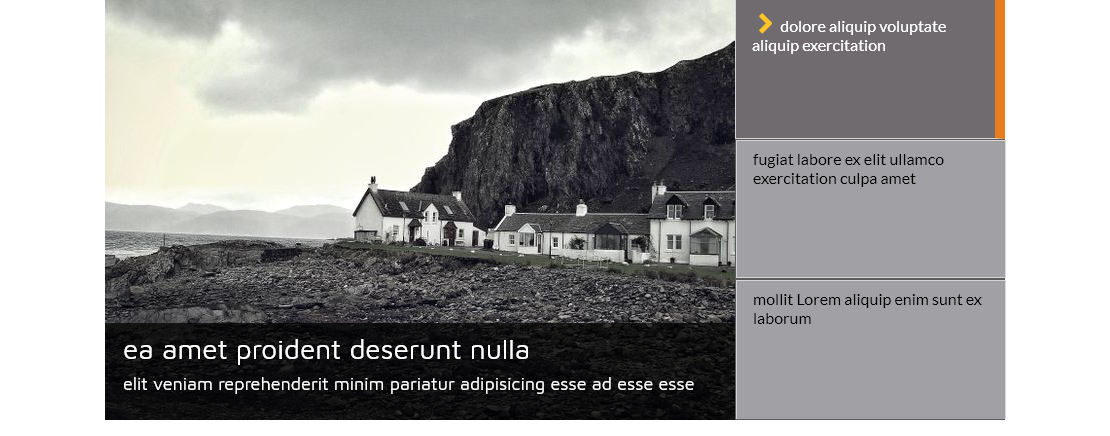 dolore aliquip voluptate
aliquip exercitation
fugiat labore ex elit ullamco
exercitation culpa amet
mollit Lorem aliquip enim sunt ex
laborum
ea amet proident deserunt nulla
elit veniam reprehenderit minim pariatur adipisicing esse ad esse esse